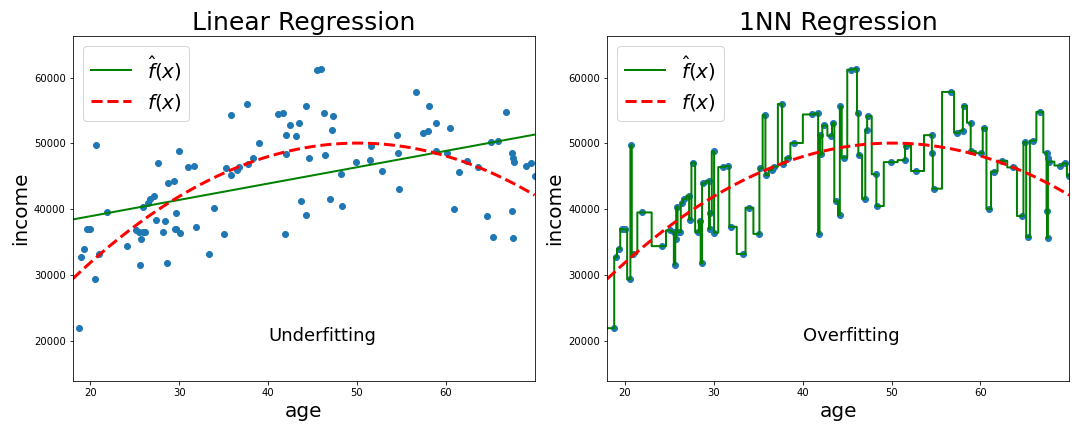 Linear Regression
f̂(x)
f(x)
60000
50000
40000
30000
20000
income
Underfitting
20
30
40
50
60
age
1NN Regression
f̂(x)
f(x)
60000
50000
40000
30000
20000
income
Overfitting
20
30
40
50
60
age